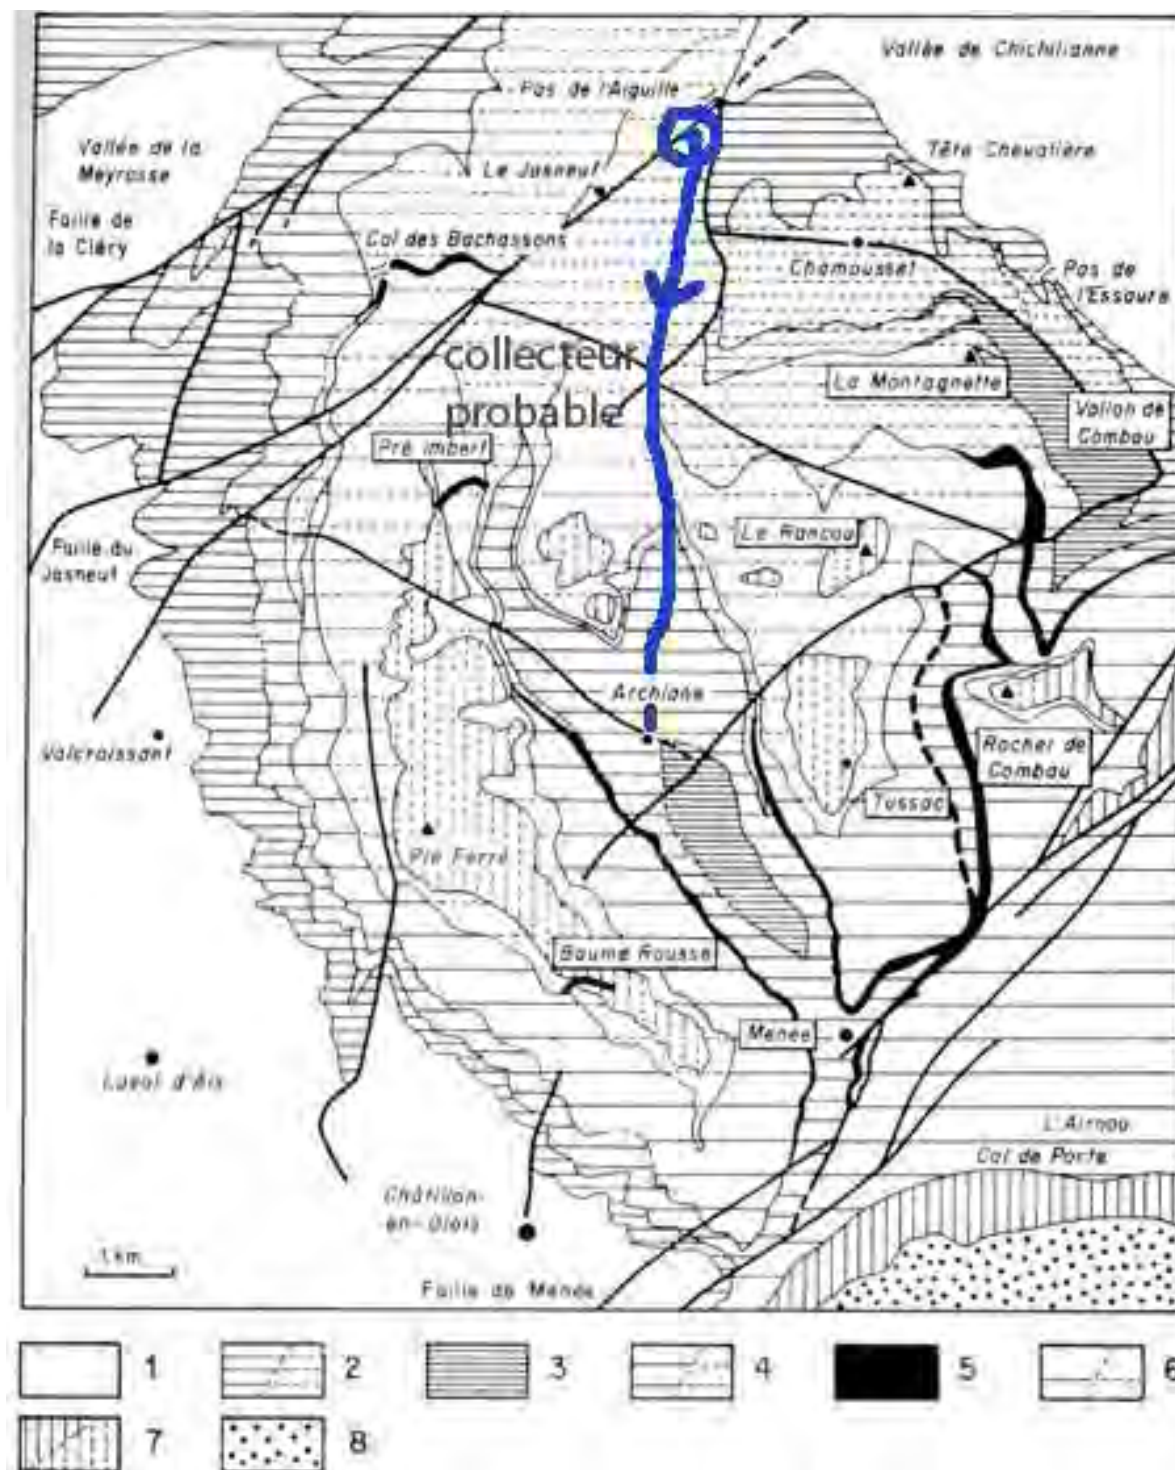 Vallée de Chichilianne
Pas de l'Aiguille
Vallée de la
Meyrosse
Tête Chevalière
Le Jasneuf
Faille de
la Cléry
Col des Bachassons
Chamousset
Pas de
l'Essaure
collecteur
probable
La Montagnette
Vallon de
Combau
Pré Imbert
Le Rancou
Faille du
Jasneuf
Archiane
Valcroissant
Rocher de
Combau
Tussac
Pié Ferré
Baume Rousse
Menée
Luzol d'Aix
L'Airnau
Col de Porte
Châtillon-
en-Diois
1 km
Faille de Menée
1 2 3 4 5 6
7 8